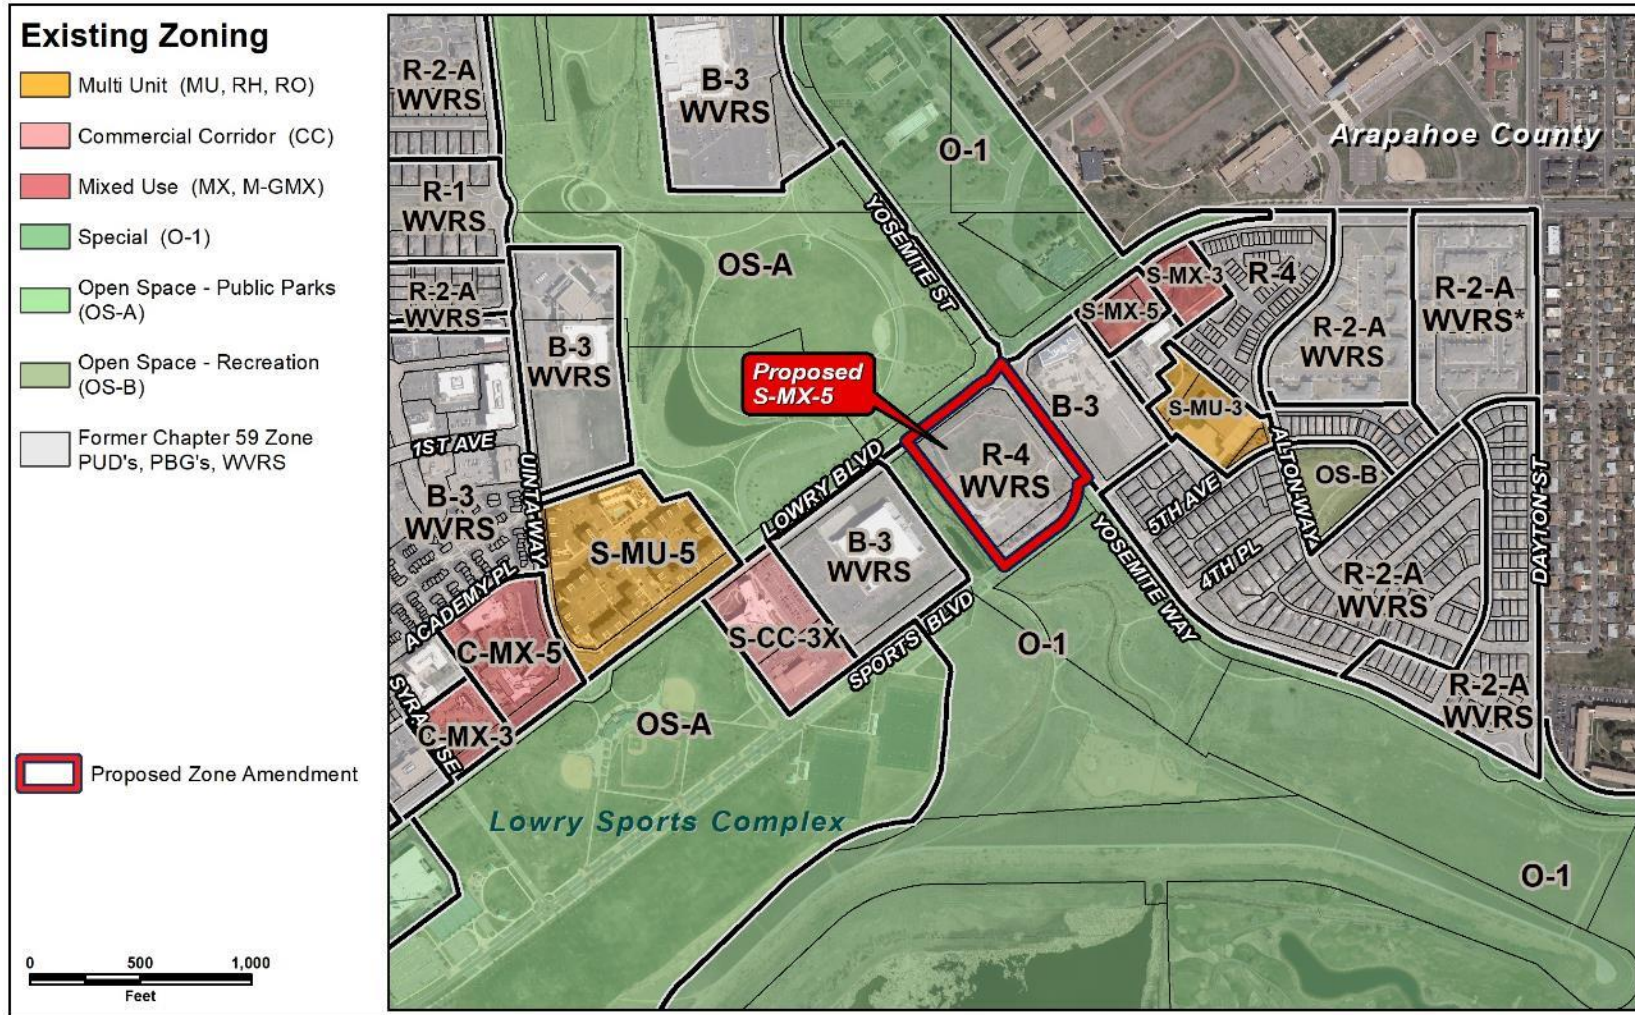 Existing Zoning
Multi Unit (MU, RH, RO)
Commercial Corridor (CC)
Mixed Use (MX, M-GMX)
Special (O-1)
Open Space - Public Parks
(OS-A)
Open Space - Recreation
(OS-B)
Former Chapter 59 Zone
PUD's, PBG's, WVRS
Proposed Zone Amendment
0 500 1,000
Feet
R-2-A
WVRS
B-3
WVRS
O-1
Arapahoe County
R-1
WVRS
YOSEMITE ST
OS-A
R-2-A
WVRS
S-MX-3
R-4
S-MX-5
R-2-A
WVRS
R-2-A
WVRS*
B-3
WVRS
Proposed
S-MX-5
B-3
S-MU-3
R-4
WVRS
1ST AVE
UINTA WAY
B-3
WVRS
LOWRY BLVD
ALTON WAY
OS-B
5TH AVE
DAYTON ST
S-MU-5
B-3
WVRS
YOSEMITE WAY
4TH PL
R-2-A
WVRS
ACADEMY PL
C-MX-5
S-CC-3X
SPORTS BLVD
O-1
R-2-A
WVRS
SYRACUSE
C-MX-3
OS-A
Lowry Sports Complex
O-1